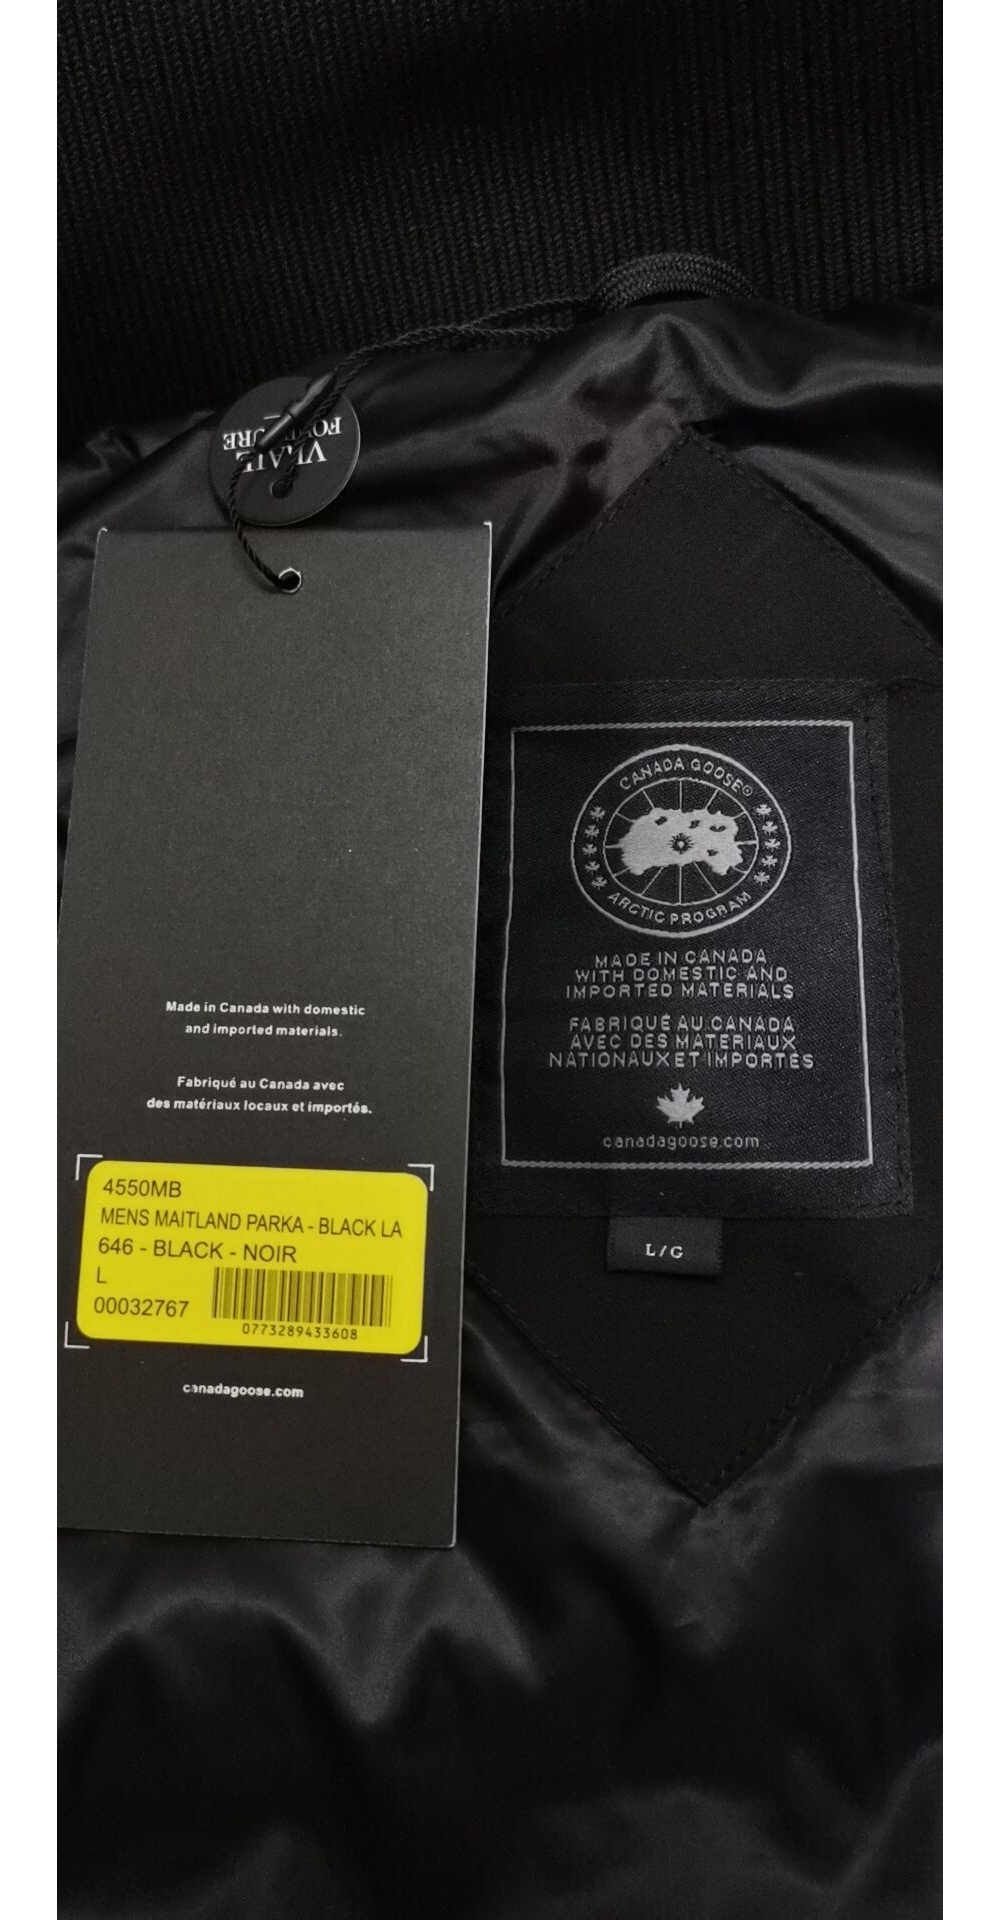 VRAIE
Made in Canada with domestic
and imported materials.
Fabriqué au Canada avec
des matériaux locaux et importés.
4550MB
MENS MAITLAND PARKA - BLACK LA
646 - BLACK - NOIR
L
00032767
0773289433608
canadagoose.com
CANADA GOOSE®
ARCTIC PROGRAM
MADE IN CANADA
WITH DOMESTIC AND
IMPORTED MATERIALS
FABRIQUÉ AU CANADA
AVEC DES MATERIAUX
NATIONAUX ET IMPORTÉS
canadagoose.com
L/G